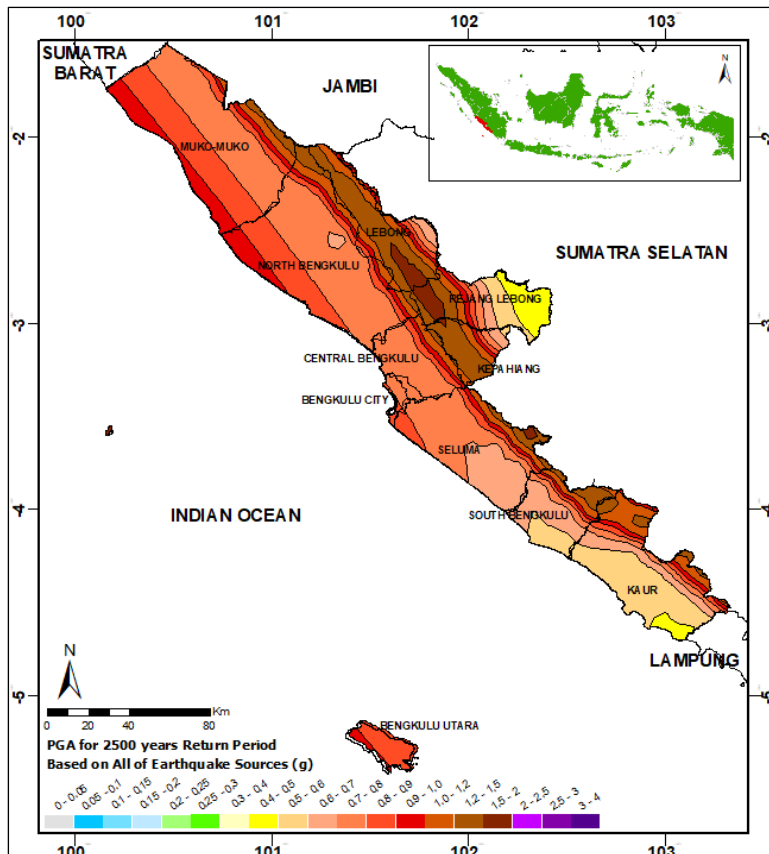 100 101 102 103
SUMATRA
BARAT
JAMBI
N
-2 -2
MUKO-MUKO
LEBONG
SUMATRA SELATAN
NORTH BENGKULU
REJANG LEBONG
-3 -3
CENTRAL BENGKULU
KEPAHIANG
BENGKULU CITY
SELUMA
-4 -4
INDIAN OCEAN
SOUTH BENGKULU
KAUR
N
LAMPUNG
-5 -5
0 20 40 80 Km
BENGKULU UTARA
PGA for 2500 years Return Period
Based on All of Earthquake Sources (g)
0 - 0.05 0.05 - 0.1 0.1 - 0.15 0.15 - 0.2 0.2 - 0.25 0.25 - 0.3 0.3 - 0.4 0.4 - 0.5 0.5 - 0.6 0.6 - 0.7 0.7 - 0.8 0.8 - 0.9 0.9 - 1.0 1.0 - 1.2 1.2 - 1.5 1.5 - 2 2 - 2.5 2.5 - 3 3 - 4
100 101 102 103